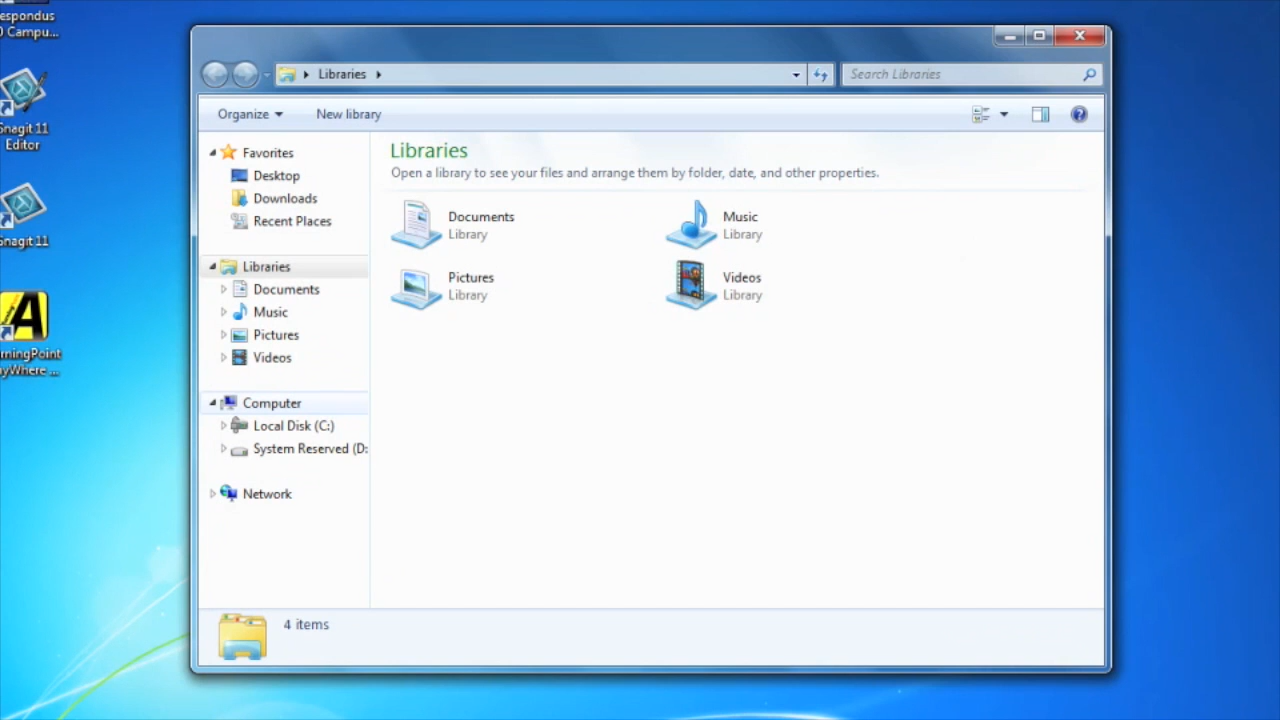 espondus
Campu...
Snagit 11
Editor
Snagit 11
rningPoint
yWhere ...
Libraries
Search Libraries
Organize
New library
Favorites
Desktop
Downloads
Recent Places
Libraries
Documents
Music
Pictures
Videos
Computer
Local Disk (C:)
System Reserved (D:
Network
Libraries
Open a library to see your files and arrange them by folder, date, and other properties.
Documents
Library
Music
Library
Pictures
Library
Videos
Library
4 items